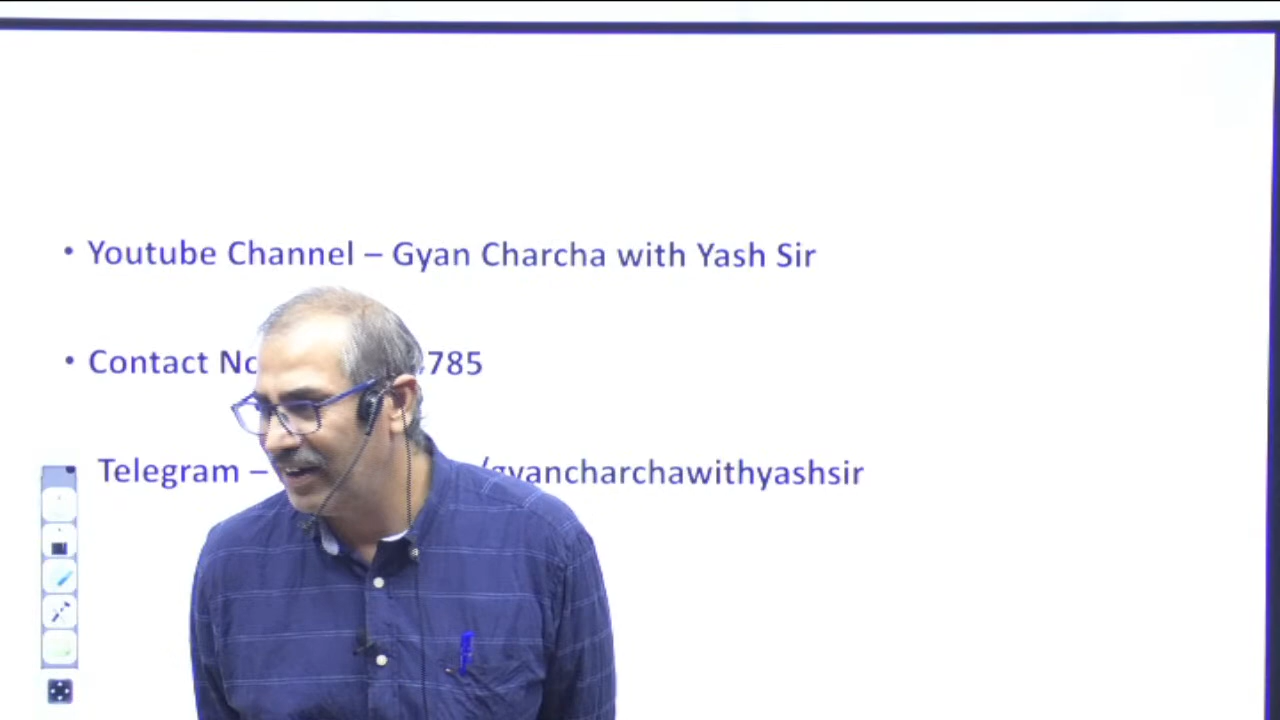 • Youtube Channel – Gyan Charcha with Yash Sir
• Contact No 785
Telegram – /gyancharchawithyashsir